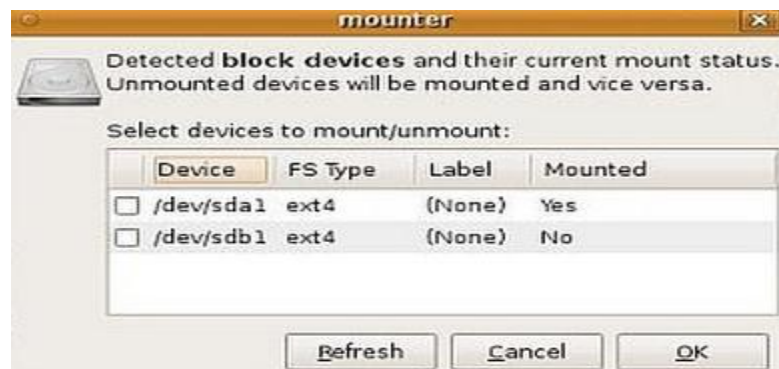 mounter
Detected block devices and their current mount status.
Unmounted devices will be mounted and vice versa.
Select devices to mount/unmount:
Device FS Type Label Mounted
/dev/sda1 ext4 (None) Yes
/dev/sdb1 ext4 (None) No
Refresh Cancel OK